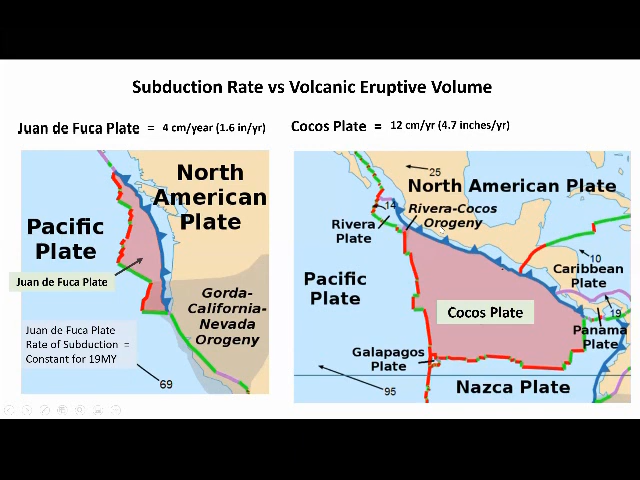 Subduction Rate vs Volcanic Eruptive Volume
Juan de Fuca Plate = 4 cm/year (1.6 in/yr)
Cocos Plate = 12 cm/yr (4.7 inches/yr)
North
American
Plate
Pacific
Plate
Juan de Fuca Plate
Gorda-
California-
Nevada
Orogeny
Juan de Fuca Plate
Rate of Subduction =
Constant for 19MY
69
25
North American Plate
14
Rivera-Cocos
Orogeny
Rivera
Plate
10
Caribbean
Plate
Pacific
Plate
Cocos Plate
19
Panama
Plate
Galapagos
Plate
95
Nazca Plate